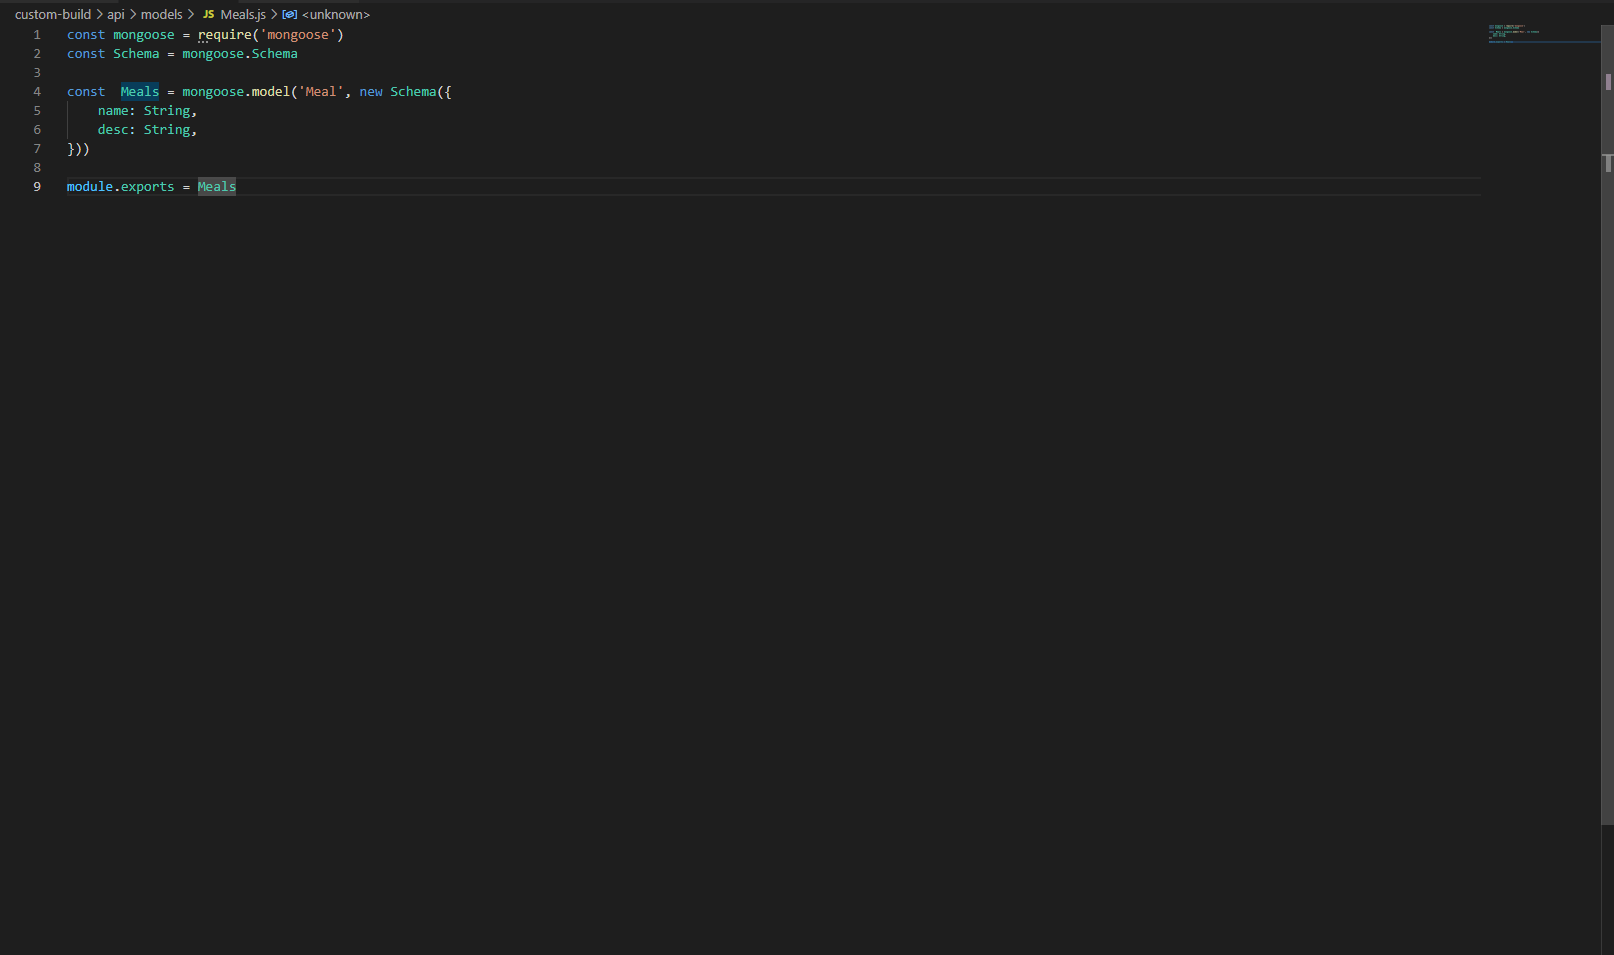 custom-build > api > models > JS Meals.js > <unknown>
1 const mongoose = require('mongoose')
2 const Schema = mongoose.Schema
3
4 const  Meals = mongoose.model('Meal', new Schema({
5     name: String,
6     desc: String,
7 }))
8
9 module.exports = Meals